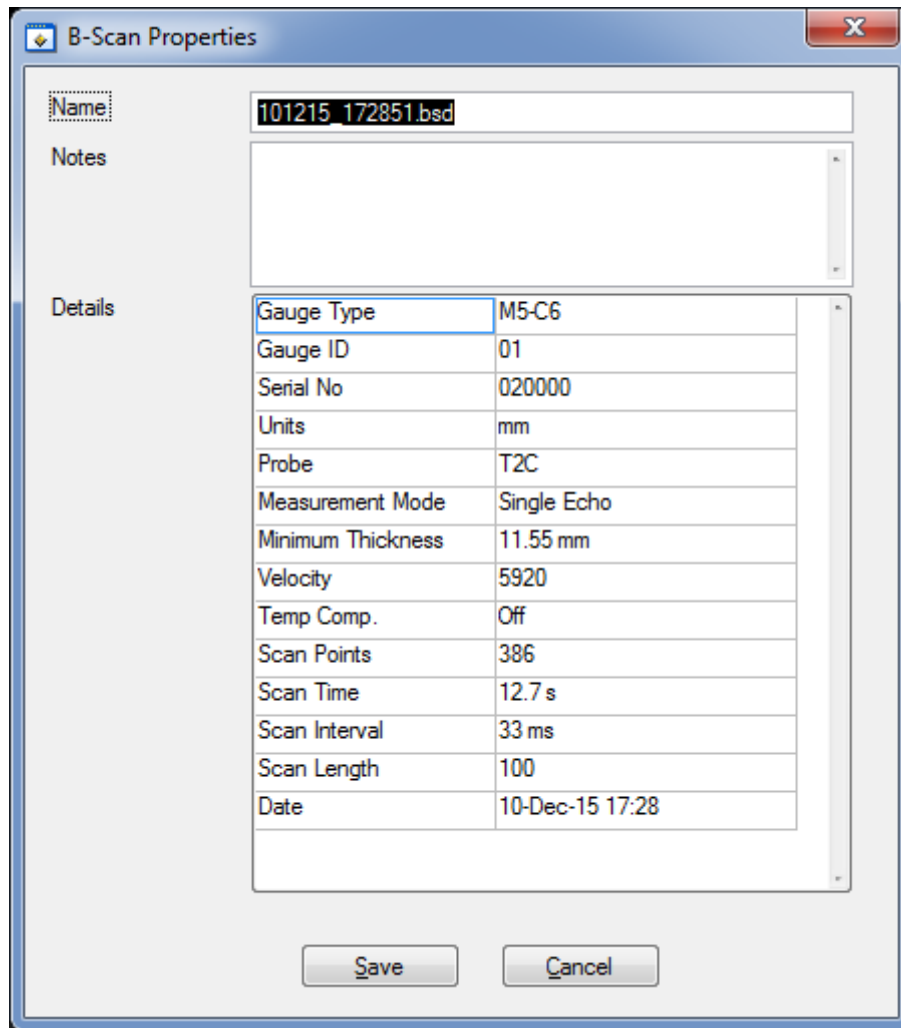 B-Scan Properties
Name 101215_172851.bsd
Notes
Details
Gauge Type M5-C6
Gauge ID 01
Serial No 020000
Units mm
Probe T2C
Measurement Mode Single Echo
Minimum Thickness 11.55 mm
Velocity 5920
Temp Comp. Off
Scan Points 386
Scan Time 12.7 s
Scan Interval 33 ms
Scan Length 100
Date 10-Dec-15 17:28
Save Cancel